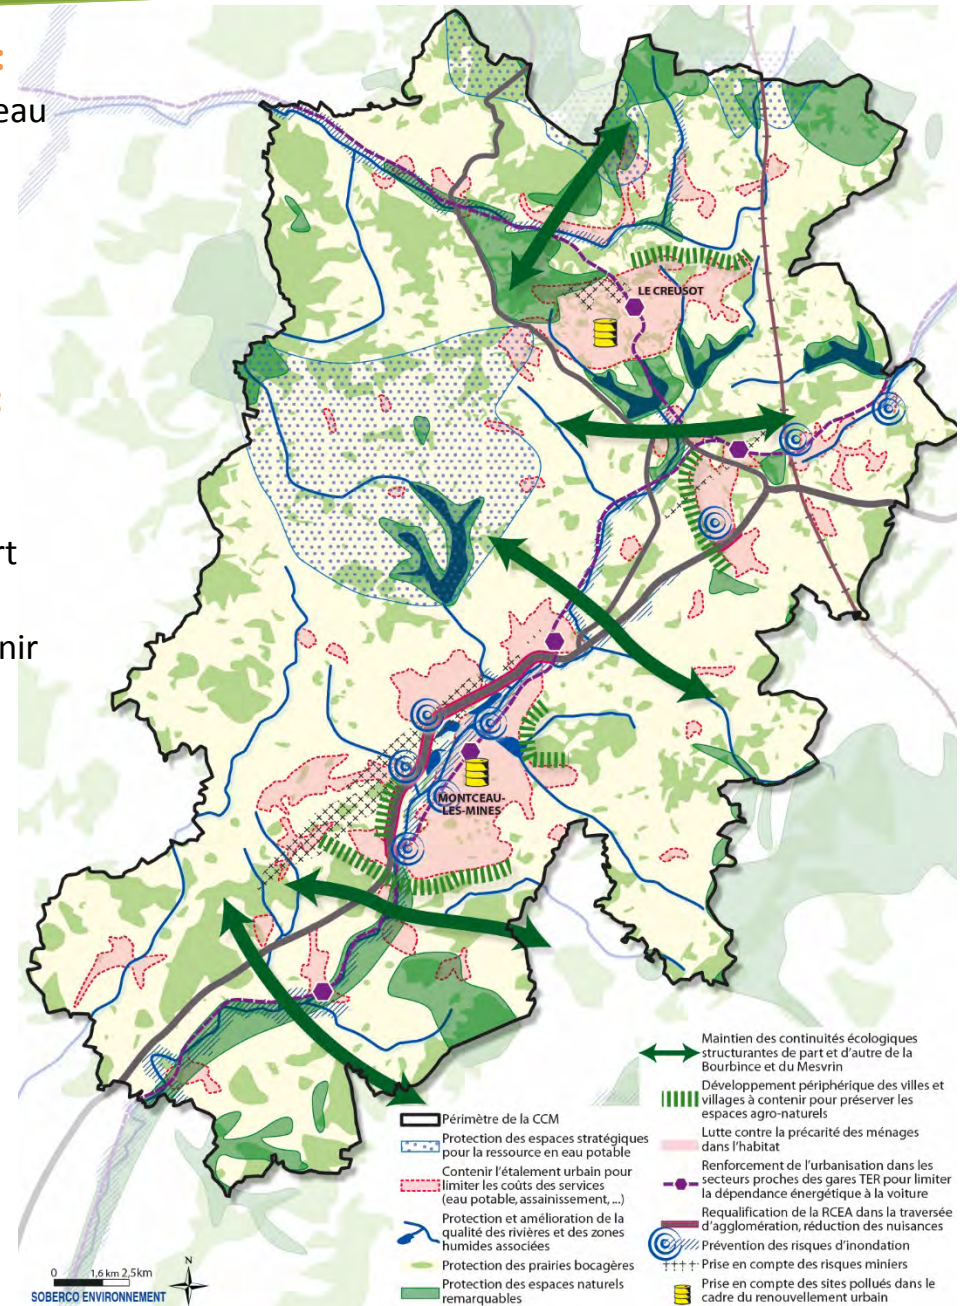 :
eau
:
rt
nir
LE CREUSOT
MONTCEAU-
LES-MINES
Maintien des continuités écologiques
structurantes de part et d'autre de la
Bourbince et du Mesvrin
Développement périphérique des villes et
villages à contenir pour préserver les
espaces agro-naturels
Périmètre de la CCM
Protection des espaces stratégiques
pour la ressource en eau potable
Contenir l'étalement urbain pour
limiter les coûts des services
(eau potable, assainissement, ...)
Protection et amélioration de la
qualité des rivières et des zones
humides associées
Protection des prairies bocagères
Protection des espaces naturels
remarquables
Lutte contre la précarité des ménages
dans l'habitat
Renforcement de l'urbanisation dans les
secteurs proches des gares TER pour limiter
la dépendance énergétique à la voiture
Requalification de la RCEA dans la traversée
d'agglomération, réduction des nuisances
Prévention des risques d'inondation
Prise en compte des risques miniers
Prise en compte des sites pollués dans le
cadre du renouvellement urbain
0 1,6 km 2,5km
N
SOBERCO ENVIRONNEMENT